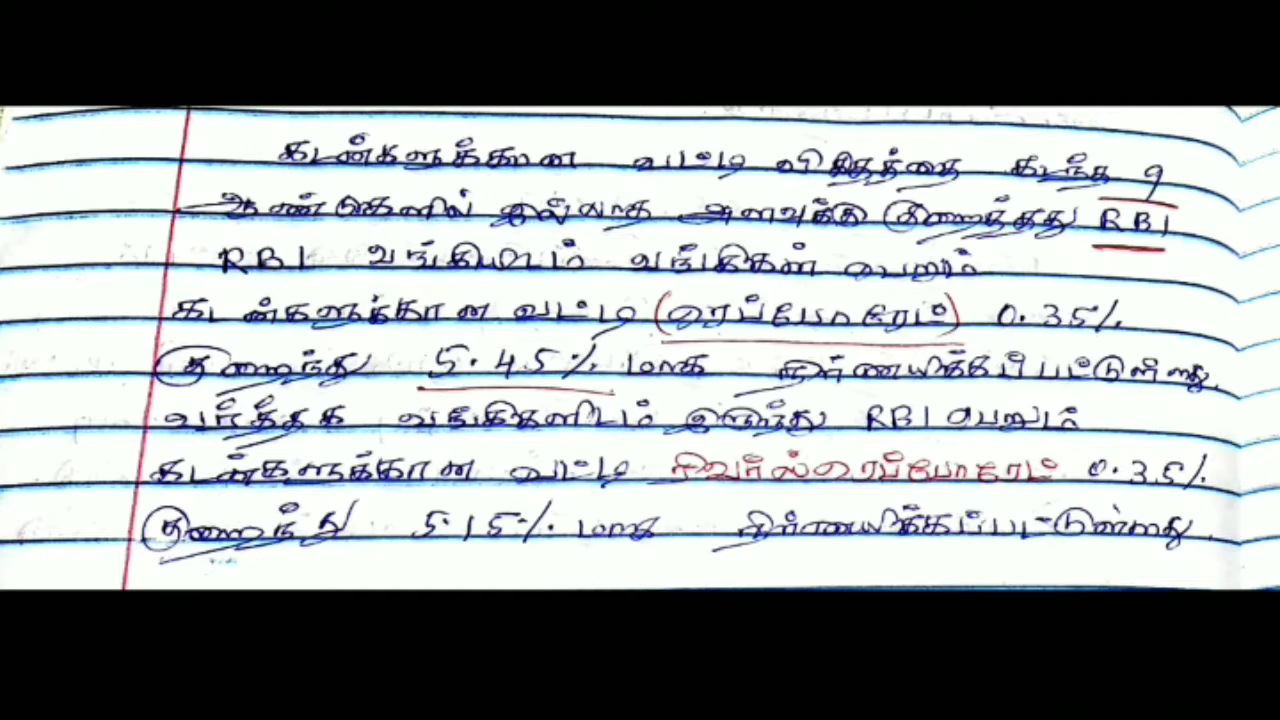 கடன்களுக்கான வட்டி விகிதத்தை கடந்த 9
ஆண்டுகளில் இல்லாத அளவுக்கு குறைத்தது RBI
RBI வங்கியிடம் வங்கிகள் பெறும்
கடன்களுக்கான வட்டி (ரெப்போ ரேட்) 0.35%
குறைந்து 5.45% மாக நிர்ணயிக்கப்பட்டுள்ளது.
வர்த்தக வங்கிகளிடம் இருந்து RBI பெறும்
கடன்களுக்கான வட்டி ரிவர்ஸ்ரெப்போரேட் 0.35%
குறைந்து 5.15% மாக நிர்ணயிக்கப்பட்டுள்ளது.